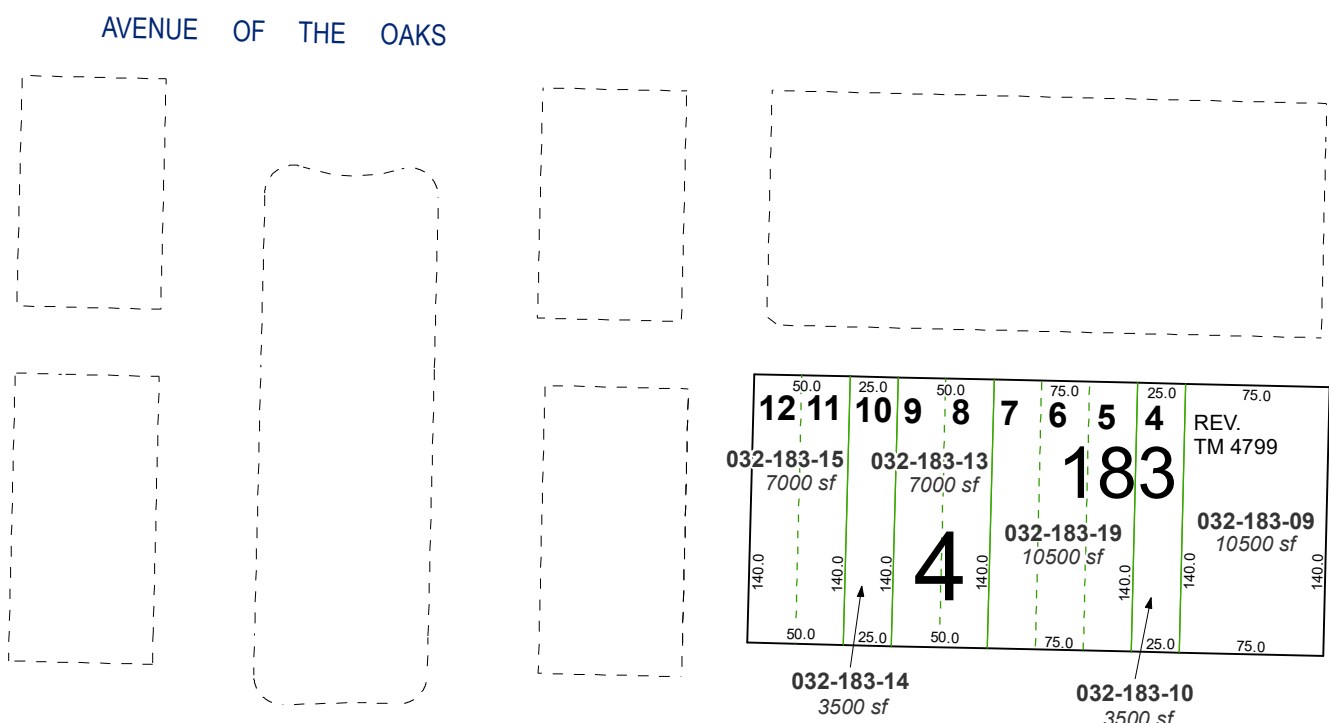 AVENUE OF THE OAKS
50.0 25.0 50.0 75.0 25.0 75.0
12 11 10 9 8 7 6 5 4
REV.
TM 4799
183
032-183-15
7000 sf
032-183-13
7000 sf
032-183-19
10500 sf
032-183-09
10500 sf
4
140.0 140.0 140.0 140.0 140.0 140.0 140.0
50.0 25.0 50.0 75.0 25.0 75.0
032-183-14
3500 sf
032-183-10
3500 sf